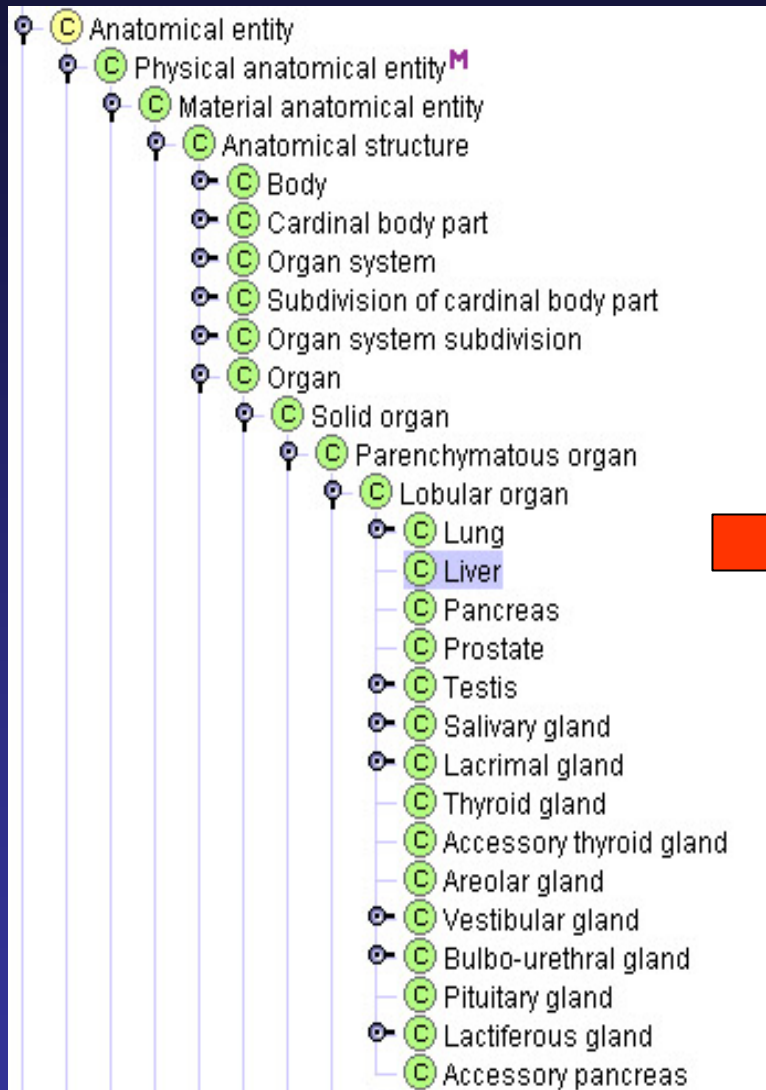 C Anatomical entity
C Physical anatomical entity M
C Material anatomical entity
C Anatomical structure
C Body
C Cardinal body part
C Organ system
C Subdivision of cardinal body part
C Organ system subdivision
C Organ
C Solid organ
C Parenchymatous organ
C Lobular organ
C Lung
C Liver
C Pancreas
C Prostate
C Testis
C Salivary gland
C Lacrimal gland
C Thyroid gland
C Accessory thyroid gland
C Areolar gland
C Vestibular gland
C Bulbo-urethral gland
C Pituitary gland
C Lactiferous gland
C Accessory pancreas